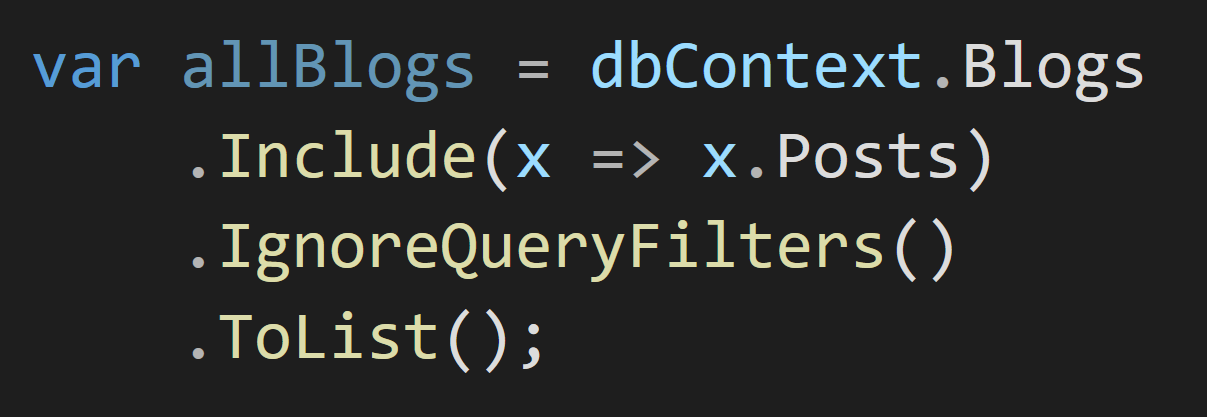 var allBlogs = dbContext.Blogs
.Include(x => x.Posts)
.IgnoreQueryFilters()
.ToList();